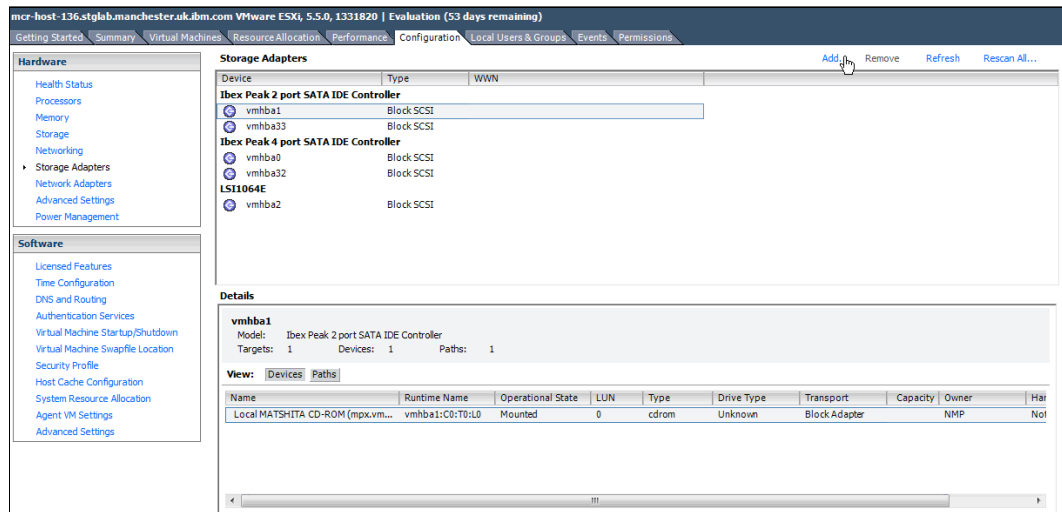 mcr-host-136.stglab.manchester.uk.ibm.com VMware ESXi, 5.5.0, 1331820 | Evaluation (53 days remaining)
Getting Started Summary Virtual Machines Resource Allocation Performance Configuration Local Users & Groups Events Permissions
Hardware
Health Status
Processors
Memory
Storage
Networking
Storage Adapters
Network Adapters
Advanced Settings
Power Management
Software
Licensed Features
Time Configuration
DNS and Routing
Authentication Services
Virtual Machine Startup/Shutdown
Virtual Machine Swapfile Location
Security Profile
Host Cache Configuration
System Resource Allocation
Agent VM Settings
Advanced Settings
Storage Adapters
Add... Remove Refresh Rescan All...
Device Type WWN
Ibex Peak 2 port SATA IDE Controller
vmhba1 Block SCSI
vmhba33 Block SCSI
Ibex Peak 4 port SATA IDE Controller
vmhba0 Block SCSI
vmhba32 Block SCSI
LSI1064E
vmhba2 Block SCSI
Details
vmhba1
Model: Ibex Peak 2 port SATA IDE Controller
Targets: 1 Devices: 1 Paths: 1
View: Devices Paths
Name Runtime Name Operational State LUN Type Drive Type Transport Capacity Owner Har
Local MATSHITA CD-ROM (mpx.vm... vmhba1:C0:T0:L0 Mounted 0 cdrom Unknown Block Adapter NMP Not